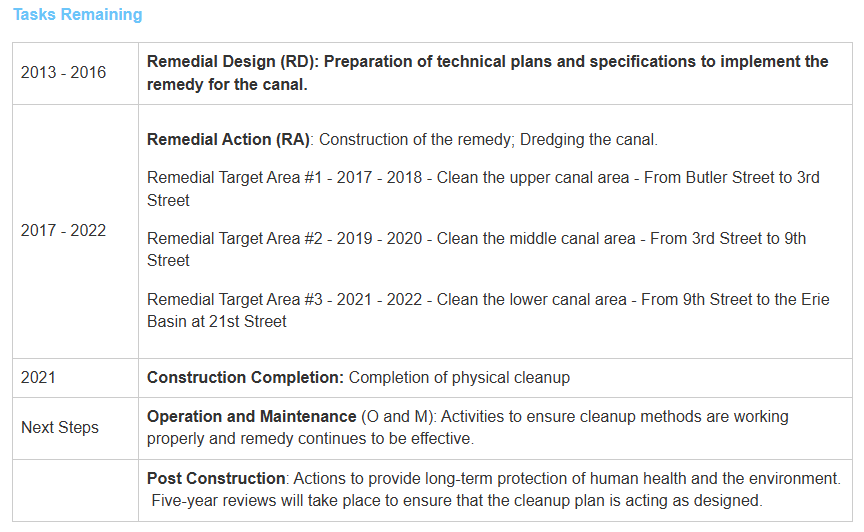 Tasks Remaining
2013 - 2016
Remedial Design (RD): Preparation of technical plans and specifications to implement the
remedy for the canal.
2017 - 2022
Remedial Action (RA): Construction of the remedy; Dredging the canal.
Remedial Target Area #1 - 2017 - 2018 - Clean the upper canal area - From Butler Street to 3rd
Street
Remedial Target Area #2 - 2019 - 2020 - Clean the middle canal area - From 3rd Street to 9th
Street
Remedial Target Area #3 - 2021 - 2022 - Clean the lower canal area - From 9th Street to the Erie
Basin at 21st Street
2021
Construction Completion: Completion of physical cleanup
Next Steps
Operation and Maintenance (O and M): Activities to ensure cleanup methods are working
properly and remedy continues to be effective.
Post Construction: Actions to provide long-term protection of human health and the environment.
Five-year reviews will take place to ensure that the cleanup plan is acting as designed.